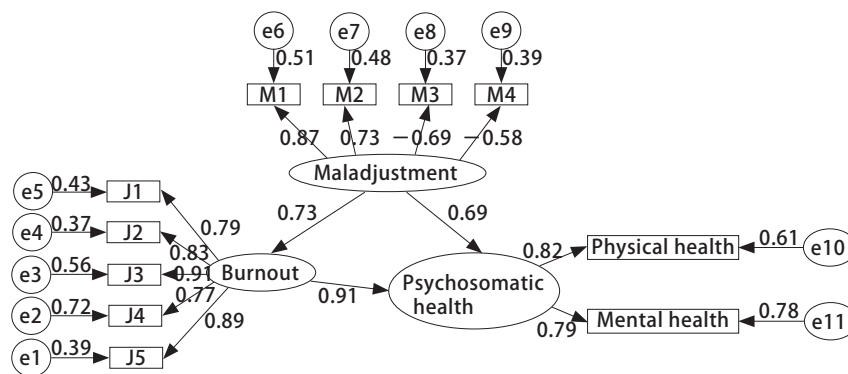 e6 e7 e8 e9
0.51 0.48 0.37 0.39
M1 M2 M3 M4
0.87 0.73 −0.69 −0.58
Maladjustment
e5 0.43 J1
e4 0.37 J2
e3 0.56 J3
e2 0.72 J4
e1 0.39 J5
0.79
0.83
0.91
0.77
0.89
Burnout
0.73
0.69
0.91
Psychosomatic
health
0.82
0.79
Physical health
0.61 e10
Mental health
0.78 e11